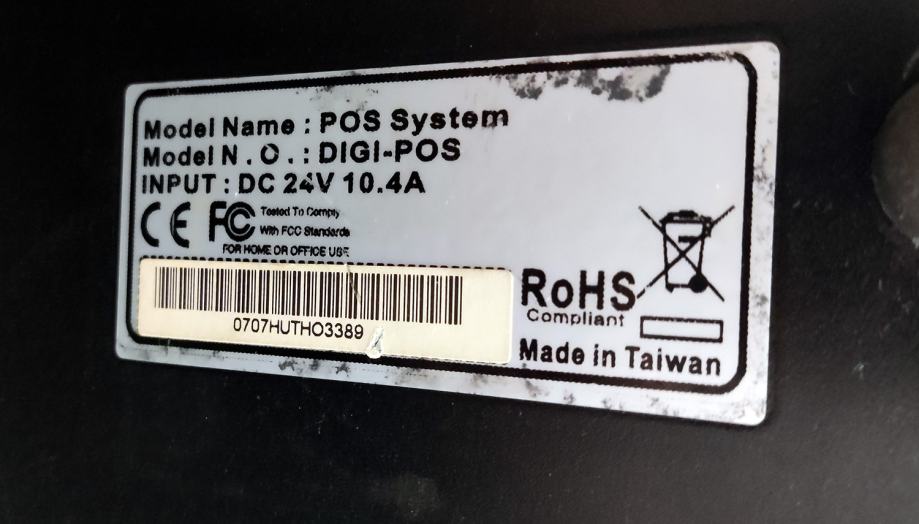 Model Name : POS System
Model N . O . : DIGI-POS
INPUT : DC 24V 10.4A
CE FC Tested To Comply
With FCC Standards
FOR HOME OR OFFICE USE
0707HUTHO3389
RoHS
Compliant
Made in Taiwan